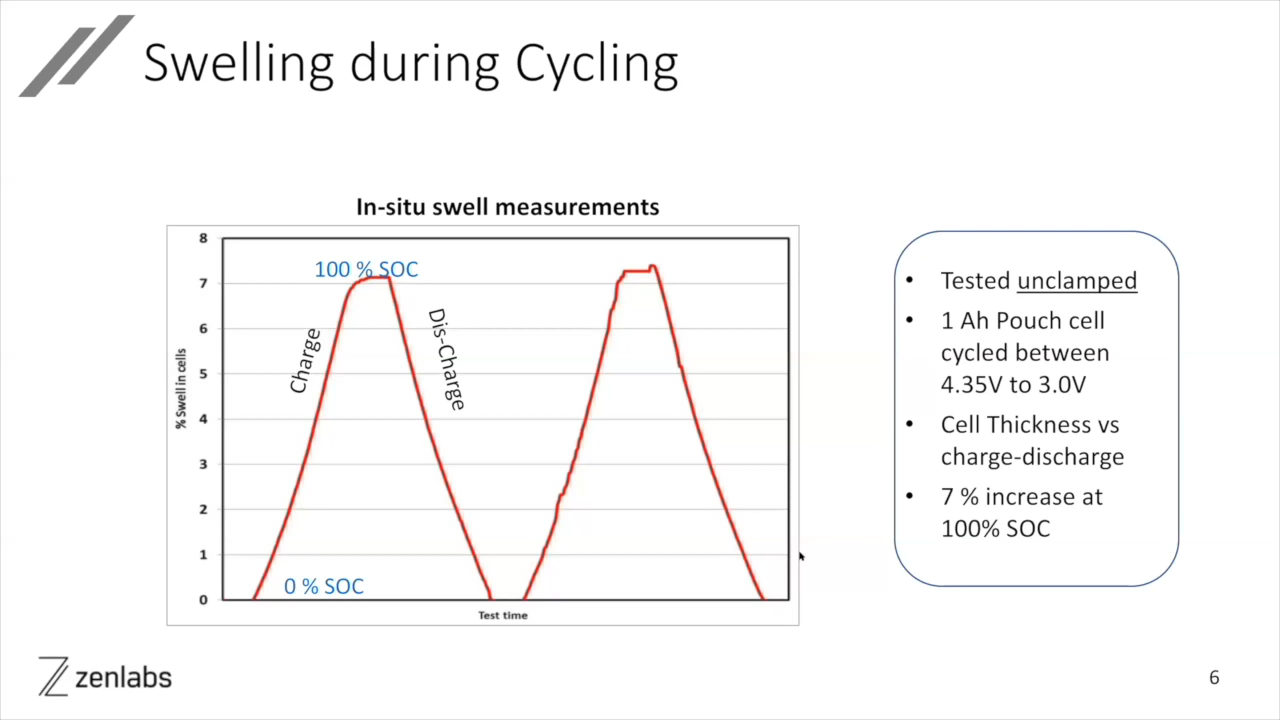 Swelling during Cycling
In-situ swell measurements
% Swell in cells
8
7
6
5
4
3
2
1
0
100 % SOC
Charge
Dis-Charge
0 % SOC
Test time
• Tested unclamped
• 1 Ah Pouch cell
cycled between
4.35V to 3.0V
• Cell Thickness vs
charge-discharge
• 7 % increase at
100% SOC
zenlabs
6